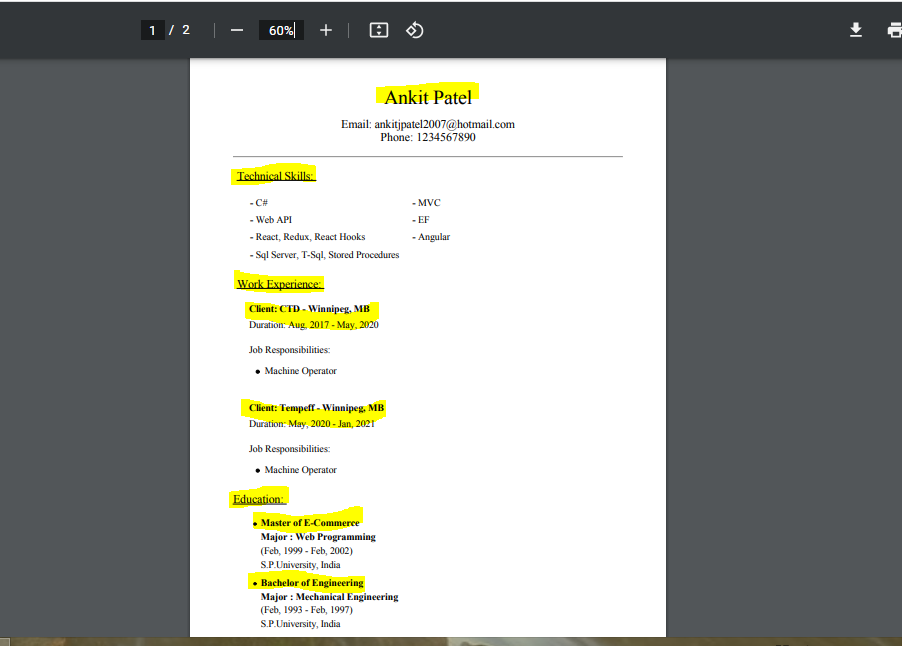 1 / 2 60%
Ankit Patel
Email: ankitjpatel2007@hotmail.com
Phone: 1234567890
Technical Skills:
- C# - MVC
- Web API - EF
- React, Redux, React Hooks - Angular
- Sql Server, T-Sql, Stored Procedures
Work Experience:
Client: CTD - Winnipeg, MB
Duration: Aug, 2017 - May, 2020
Job Responsibilities:
● Machine Operator
Client: Tempeff - Winnipeg, MB
Duration: May, 2020 - Jan, 2021
Job Responsibilities:
● Machine Operator
Education:
● Master of E-Commerce
Major : Web Programming
(Feb, 1999 - Feb, 2002)
S.P.University, India
● Bachelor of Engineering
Major : Mechanical Engineering
(Feb, 1993 - Feb, 1997)
S.P.University, India